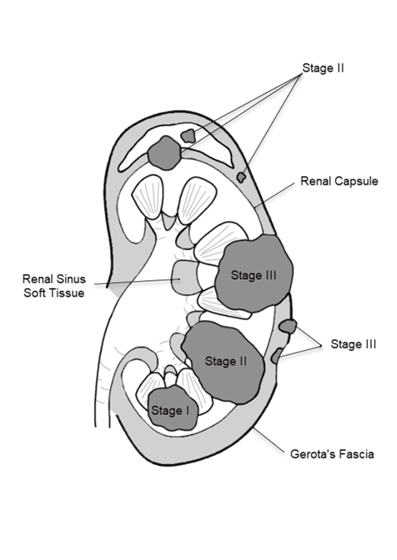 Stage II
Renal Capsule
Stage III
Renal Sinus
Soft Tissue
Stage III
Stage II
Stage I
Gerota's Fascia